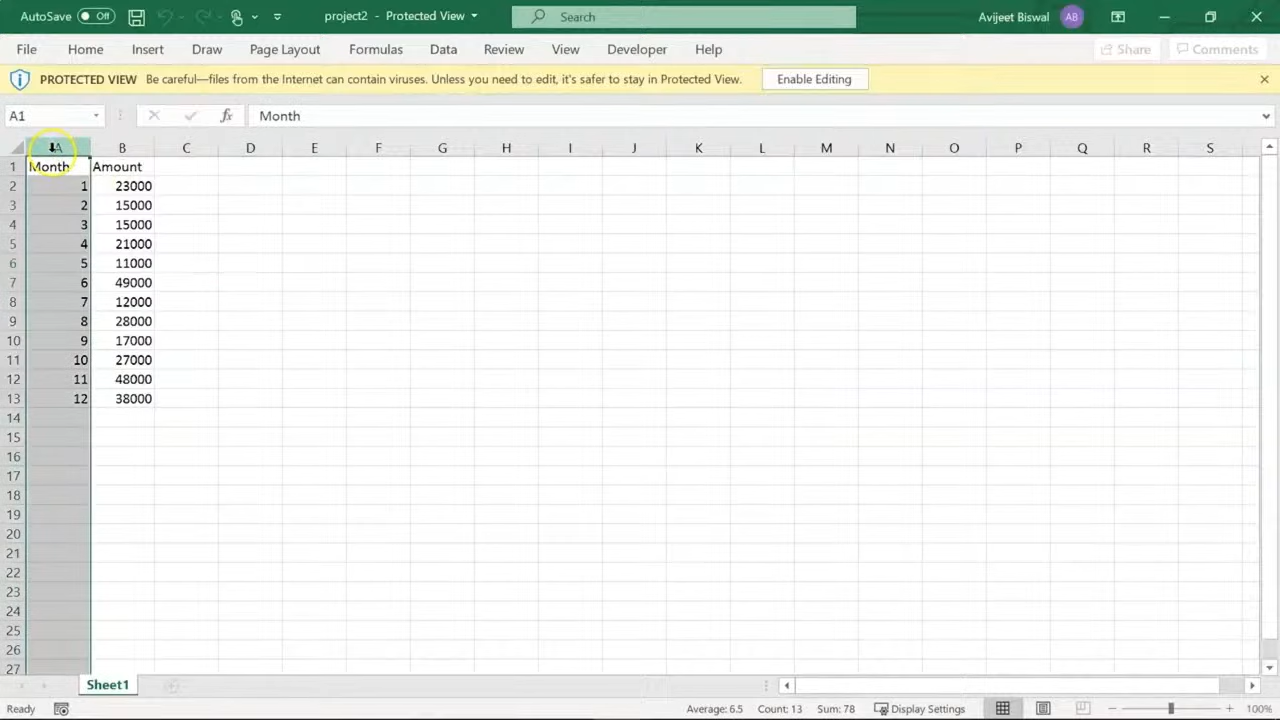 AutoSave Off project2 - Protected View Search Avijeet Biswal AB
File Home Insert Draw Page Layout Formulas Data Review View Developer Help Share Comments
PROTECTED VIEW Be careful—files from the Internet can contain viruses. Unless you need to edit, it's safer to stay in Protected View. Enable Editing
A1 fx Month
A B C D E F G H I J K L M N O P Q R S
1 Month Amount
2 1 23000
3 2 15000
4 3 15000
5 4 21000
6 5 11000
7 6 49000
8 7 12000
9 8 28000
10 9 17000
11 10 27000
12 11 48000
13 12 38000
14
15
16
17
18
19
20
21
22
23
24
25
26
27
Sheet1
Ready Average: 6.5 Count: 13 Sum: 78 Display Settings 100%